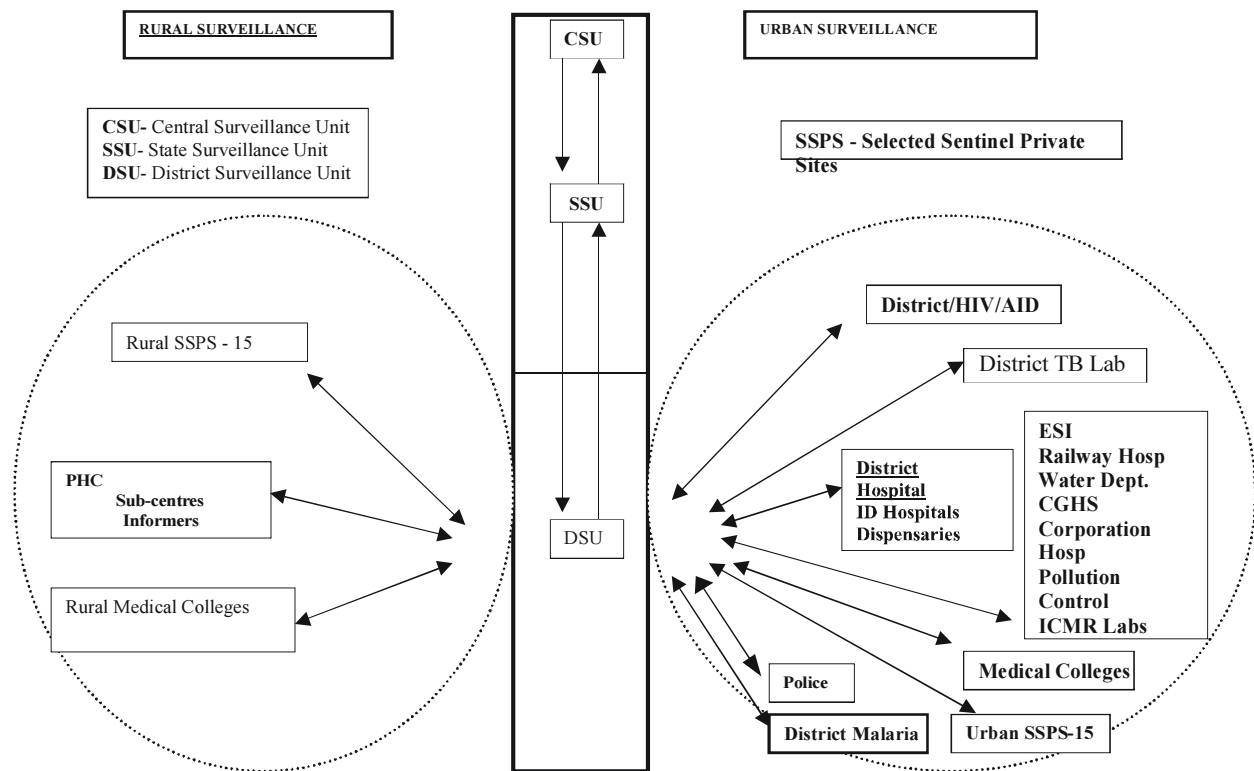 RURAL SURVEILLANCE
CSU
URBAN SURVEILLANCE
CSU- Central Surveillance Unit
SSU- State Surveillance Unit
DSU- District Surveillance Unit
SSPS - Selected Sentinel Private
Sites
SSU
District/HIV/AID
Rural SSPS - 15
District TB Lab
PHC
Sub-centres
Informers
DSU
District
Hospital
ID Hospitals
Dispensaries
ESI
Railway Hosp
Water Dept.
CGHS
Corporation
Hosp
Pollution
Control
ICMR Labs
Rural Medical Colleges
Medical Colleges
Police
District Malaria
Urban SSPS-15